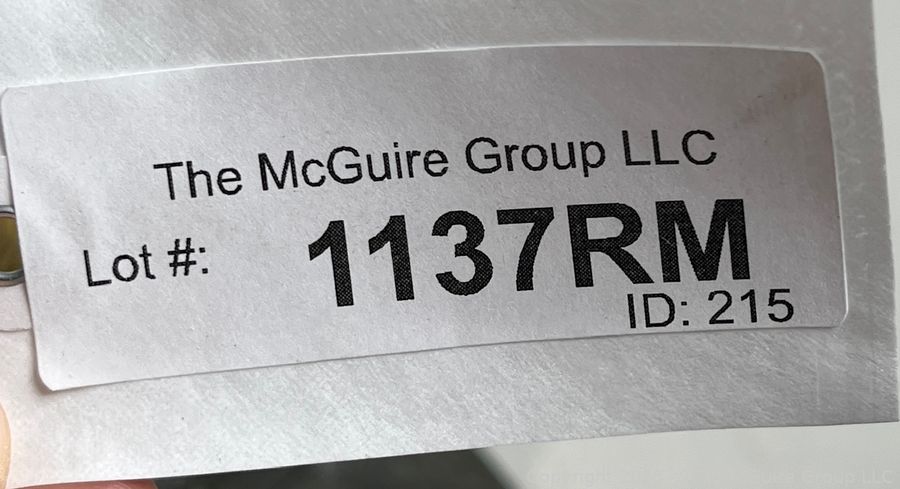 The McGuire Group LLC
Lot #: 1137RM
ID: 215